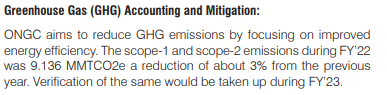 Greenhouse Gas (GHG) Accounting and Mitigation:
ONGC aims to reduce GHG emissions by focusing on improved
energy efficiency. The scope-1 and scope-2 emissions during FY'22
was 9.136 MMTCO2e a reduction of about 3% from the previous
year. Verification of the same would be taken up during FY'23.